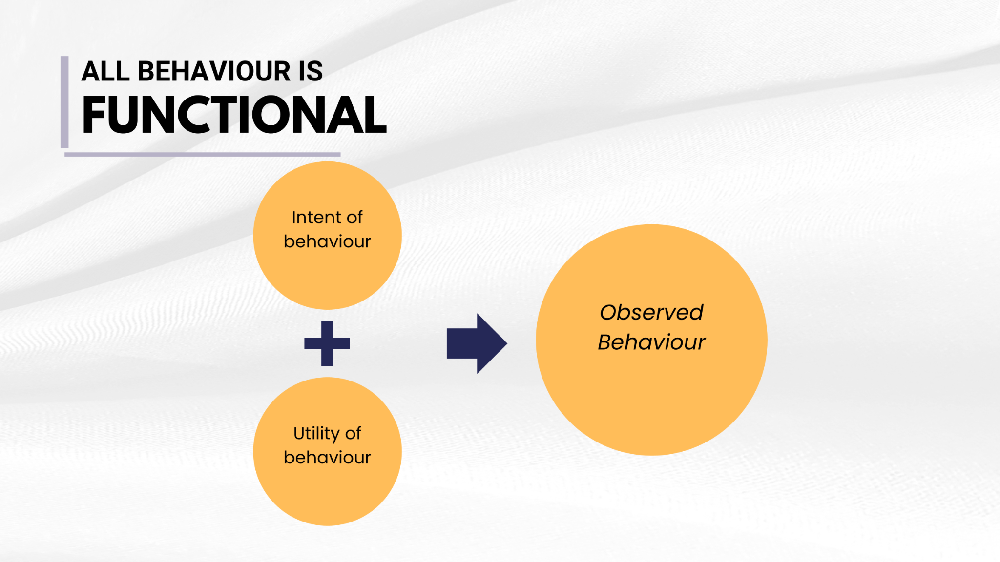 ALL BEHAVIOUR IS
FUNCTIONAL
Intent of
behaviour
Utility of
behaviour
Observed
Behaviour